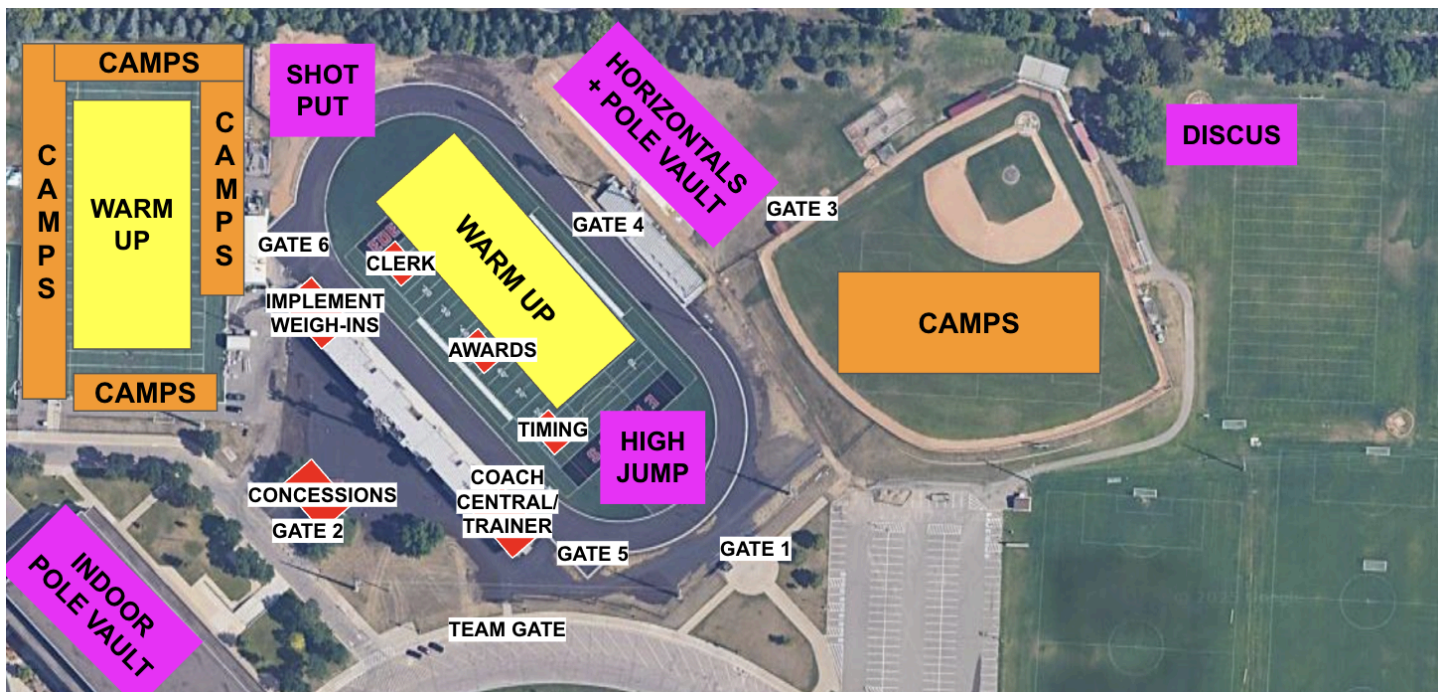 CAMPS
SHOT
PUT
HORIZONTALS
+ POLE VAULT
DISCUS
CAMPS
WARM
UP
CAMPS
GATE 3
GATE 4
GATE 6
CLERK
WARM UP
IMPLEMENT
WEIGH-INS
CAMPS
AWARDS
CAMPS
TIMING
HIGH
JUMP
COACH
CENTRAL/
TRAINER
CONCESSIONS
GATE 2
GATE 5
GATE 1
INDOOR
POLE VAULT
TEAM GATE